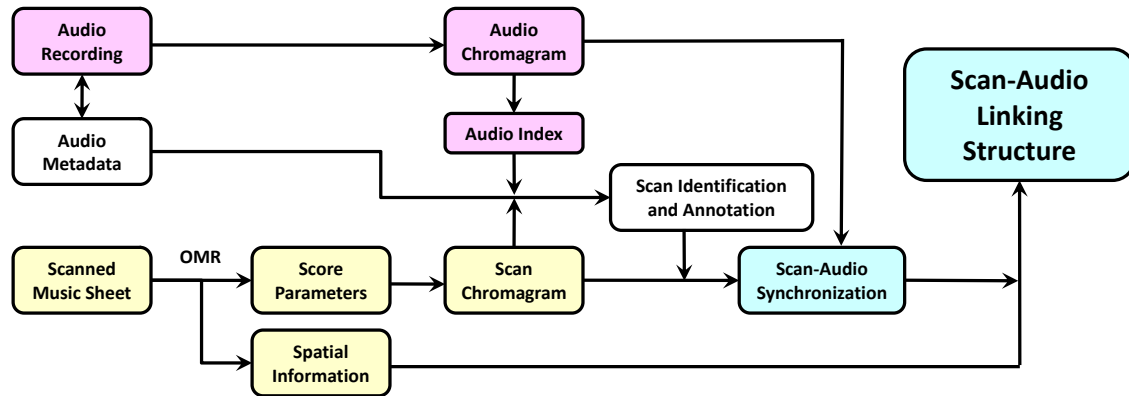 Audio
Recording
Audio
Chromagram
Scan-Audio
Linking
Structure
Audio
Metadata
Audio Index
Scan Identification
and Annotation
OMR
Scanned
Music Sheet
Score
Parameters
Scan
Chromagram
Scan-Audio
Synchronization
Spatial
Information